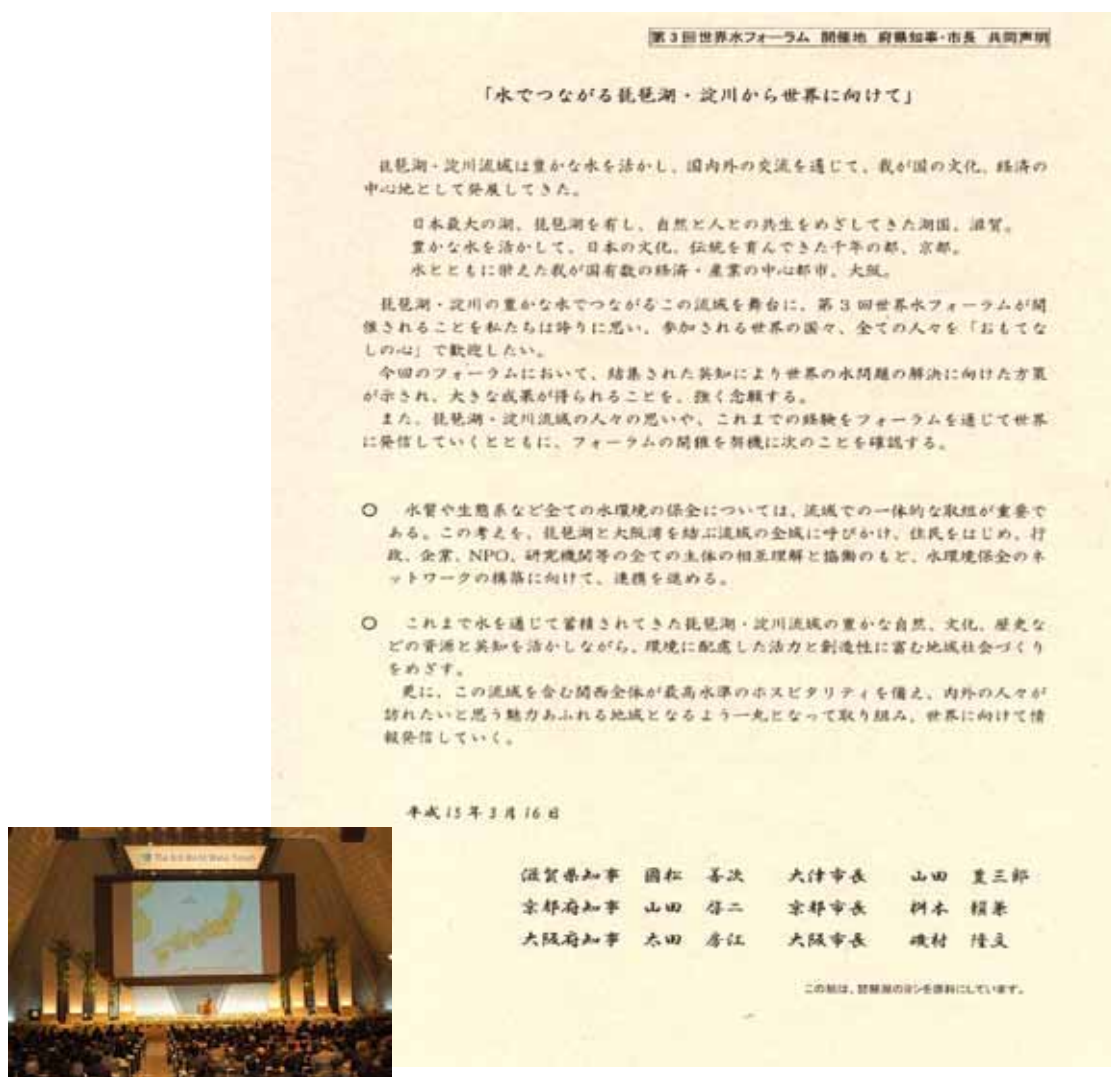 第3回世界水フォーラム 開催地 府県知事・市長 共同声明
「水でつながる琵琶湖・淀川から世界に向けて」
琵琶湖・淀川流域は豊かな水を活かし、国内外の交流を通じて、我が国の文化、経済の
中心地として発展してきた。
日本最大の湖、琵琶湖を有し、自然と人との共生をめざしてきた湖国、滋賀。
豊かな水を活かして、日本の文化、伝統を育んできた千年の都、京都。
水とともに栄えた我が国有数の経済・産業の中心都市、大阪。
琵琶湖・淀川の豊かな水でつながるこの流域を舞台に、第3回世界水フォーラムが開
催されることを私たちは誇りに思い、参加される世界の国々、全ての人々を「おもてな
しの心」で歓迎したい。
今回のフォーラムにおいて、結集された英知により世界の水問題の解決に向けた方策
が示され、大きな成果が得られることを、強く念願する。
また、琵琶湖・淀川流域の人々の思いや、これまでの経験をフォーラムを通じて世界
に発信していくとともに、フォーラムの開催を契機に次のことを確認する。
○ 水質や生態系など全ての水環境の保全については、流域での一体的な取組が重要で
ある。この考えを、琵琶湖と大阪湾を結ぶ流域の全域に呼びかけ、住民をはじめ、行
政、企業、NPO、研究機関等の全ての主体の相互理解と協働のもと、水環境保全のネ
ットワークの構築に向けて、連携を進める。
○ これまで水を通じて蓄積されてきた琵琶湖・淀川流域の豊かな自然、文化、歴史な
どの資源と英知を活かしながら、環境に配慮した活力と創造性に富む地域社会づくり
をめざす。
更に、この流域を含む関西全体が最高水準のホスピタリティを備え、内外の人々が
訪れたいと思う魅力あふれる地域となるよう一丸となって取り組み、世界に向けて情
報発信していく。
平成15年3月16日
滋賀県知事 國松 善次 大津市長 山田 豊三郎
京都府知事 山田 啓二 京都市長 桝本 頼兼
大阪府知事 太田 房江 大阪市長 磯村 隆文
この紙は、琵琶湖のヨシを原料にしています。
The 3rd World Water Forum